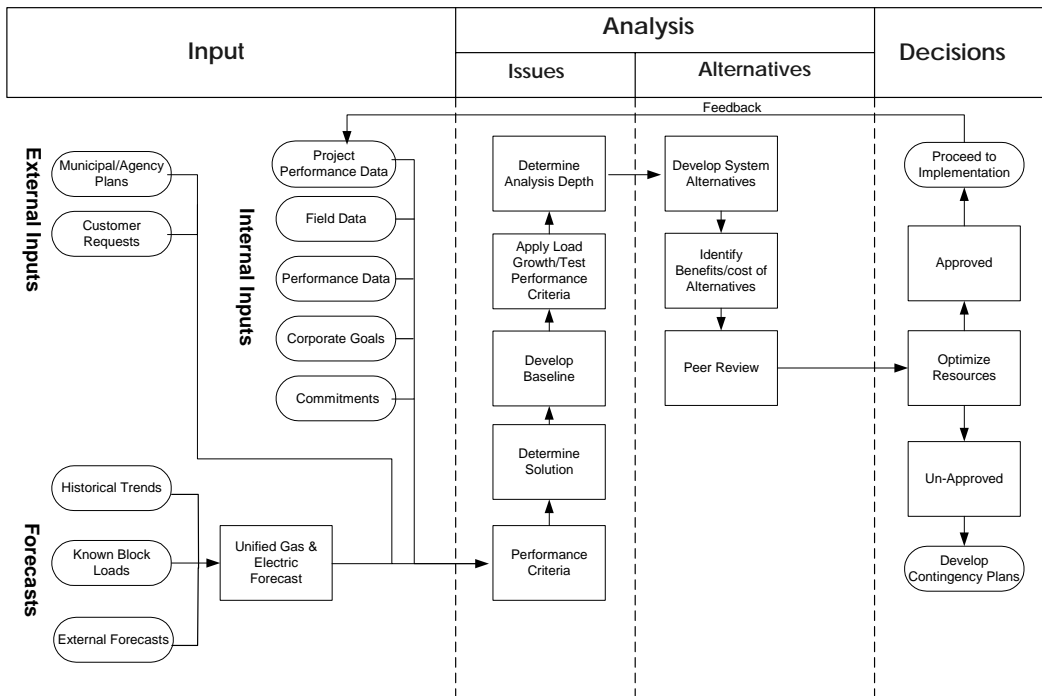 Input
Analysis
Decisions
Issues
Alternatives
Feedback
External Inputs
Municipal/Agency
Plans
Customer
Requests
Internal Inputs
Project
Performance Data
Field Data
Performance Data
Corporate Goals
Commitments
Forecasts
Historical Trends
Known Block
Loads
External Forecasts
Unified Gas &
Electric
Forecast
Determine
Analysis Depth
Apply Load
Growth/Test
Performance
Criteria
Develop
Baseline
Determine
Solution
Performance
Criteria
Develop System
Alternatives
Identify
Benefits/cost of
Alternatives
Peer Review
Proceed to
Implementation
Approved
Optimize
Resources
Un-Approved
Develop
Contingency Plans